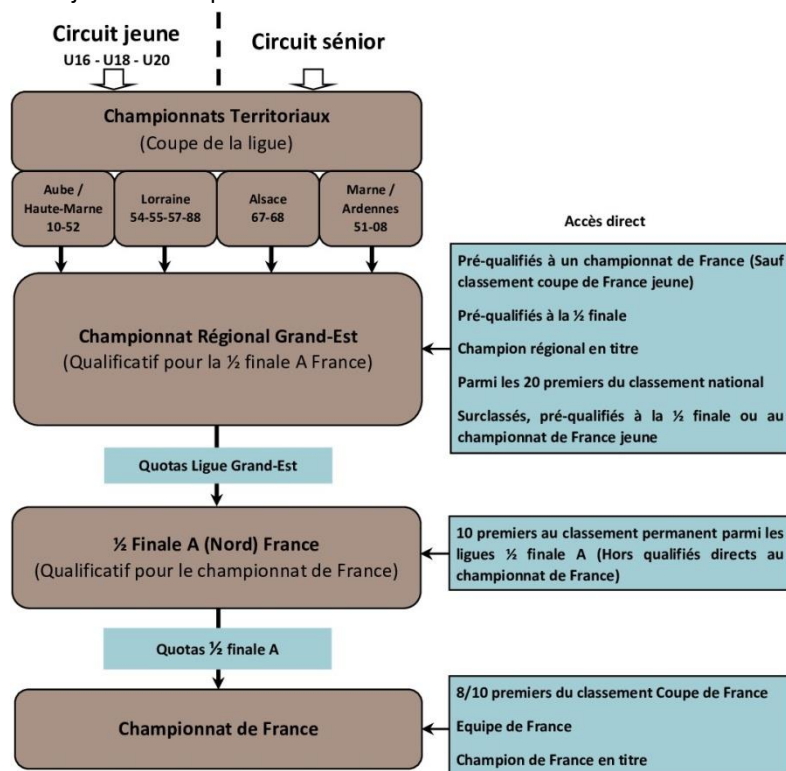 Circuit jeune
U16 - U18 - U20
Circuit sénior
Championnats Territoriaux
(Coupe de la ligue)
Aube /
Haute-Marne
10-52
Lorraine
54-55-57-88
Alsace
67-68
Marne /
Ardennes
51-08
Accès direct
Pré-qualifiés à un championnat de France (Sauf
classement coupe de France jeune)
Pré-qualifiés à la ½ finale
Champion régional en titre
Parmi les 20 premiers du classement national
Surclassés, pré-qualifiés à la ½ finale ou au
championnat de France jeune
Championnat Régional Grand-Est
(Qualificatif pour la ½ finale A France)
Quotas Ligue Grand-Est
½ Finale A (Nord) France
(Qualificatif pour le championnat de France)
10 premiers au classement permanent parmi les
ligues ½ finale A (Hors qualifiés directs au
championnat de France)
Quotas ½ finale A
Championnat de France
8/10 premiers du classement Coupe de France
Equipe de France
Champion de France en titre